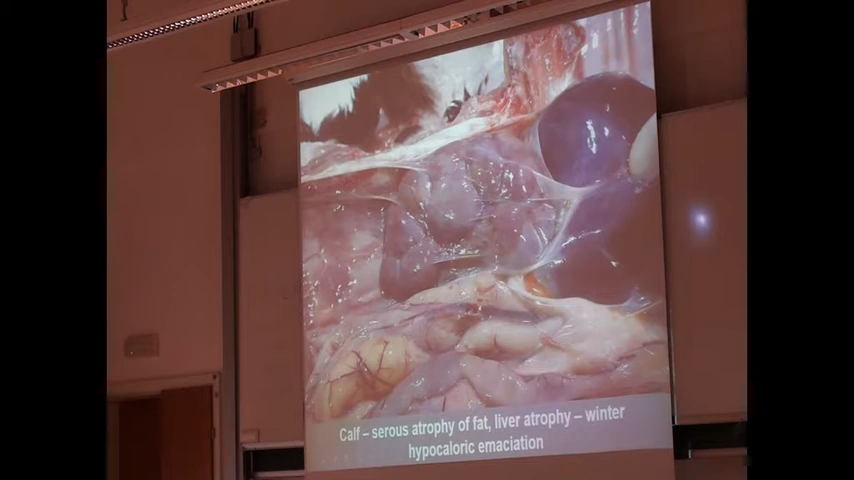 Calf – serous atrophy of fat, liver atrophy – winter
hypocaloric emaciation